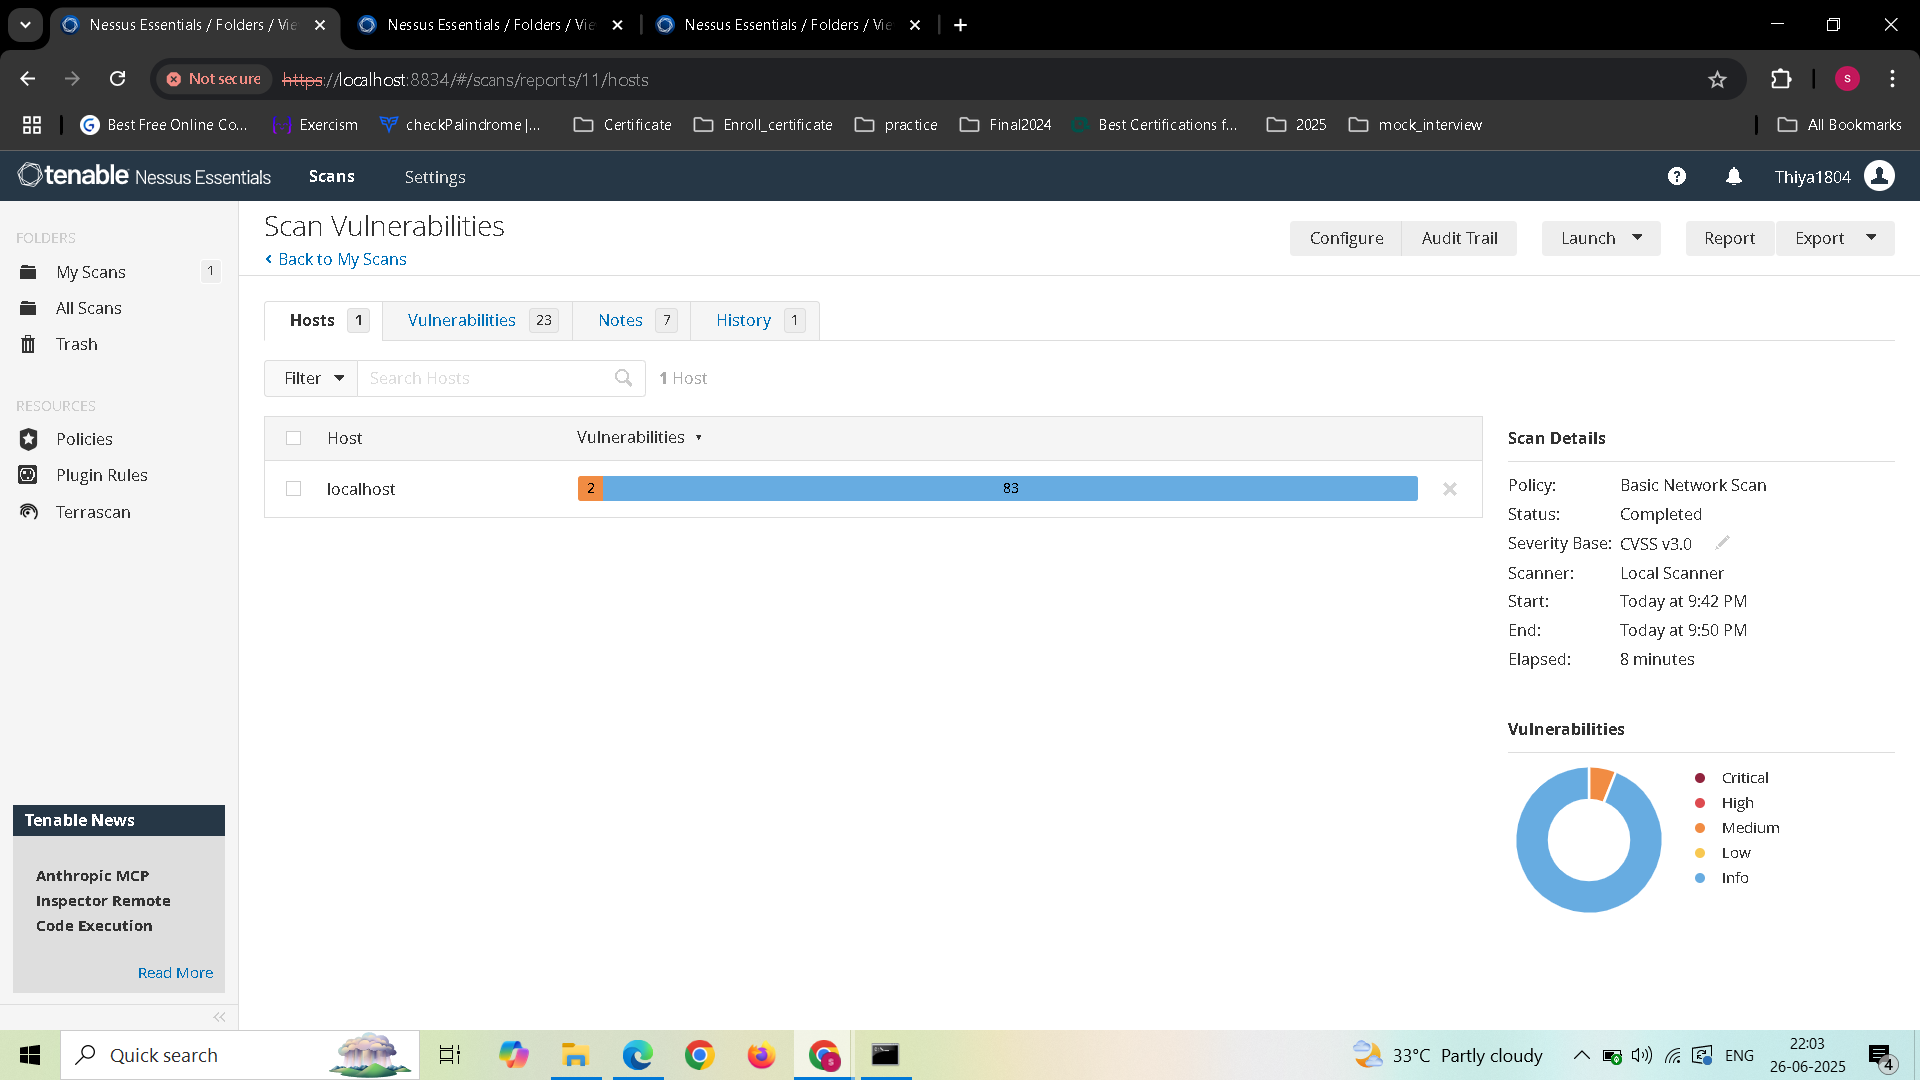 Nessus Essentials / Folders / Vie
Nessus Essentials / Folders / Vie
Nessus Essentials / Folders / Vie
Not secure
https://localhost:8834/#/scans/reports/11/hosts
S
Best Free Online Co...
Exercism
checkPalindrome |...
Certificate
Enroll_certificate
practice
Final2024
Best Certifications f...
2025
mock_interview
All Bookmarks
tenable Nessus Essentials
Scans
Settings
Thiya1804
FOLDERS
My Scans 1
All Scans
Trash
RESOURCES
Policies
Plugin Rules
Terrascan
Tenable News
Anthropic MCP
Inspector Remote
Code Execution
Read More
Scan Vulnerabilities
Back to My Scans
Configure
Audit Trail
Launch
Report
Export
Hosts 1
Vulnerabilities 23
Notes 7
History 1
Filter
Search Hosts
1 Host
Host
Vulnerabilities
localhost
2
83
Scan Details
Policy: Basic Network Scan
Status: Completed
Severity Base: CVSS v3.0
Scanner: Local Scanner
Start: Today at 9:42 PM
End: Today at 9:50 PM
Elapsed: 8 minutes
Vulnerabilities
Critical
High
Medium
Low
Info
Quick search
33°C Partly cloudy
ENG
22:03
26-06-2025
4